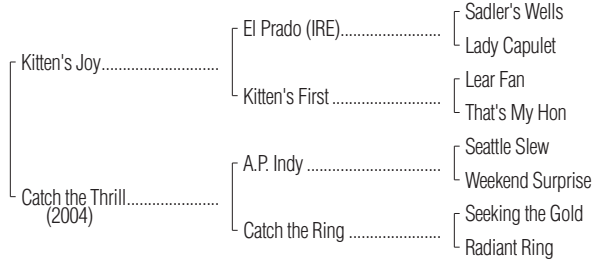 Sadler's Wells
El Prado (IRE)........................
Lady Capulet
Kitten's Joy............................
Lear Fan
Kitten's First ..........................
That's My Hon
Seattle Slew
A.P. Indy ................................
Weekend Surprise
Catch the Thrill......................
(2004)
Seeking the Gold
Catch the Ring ......................
Radiant Ring